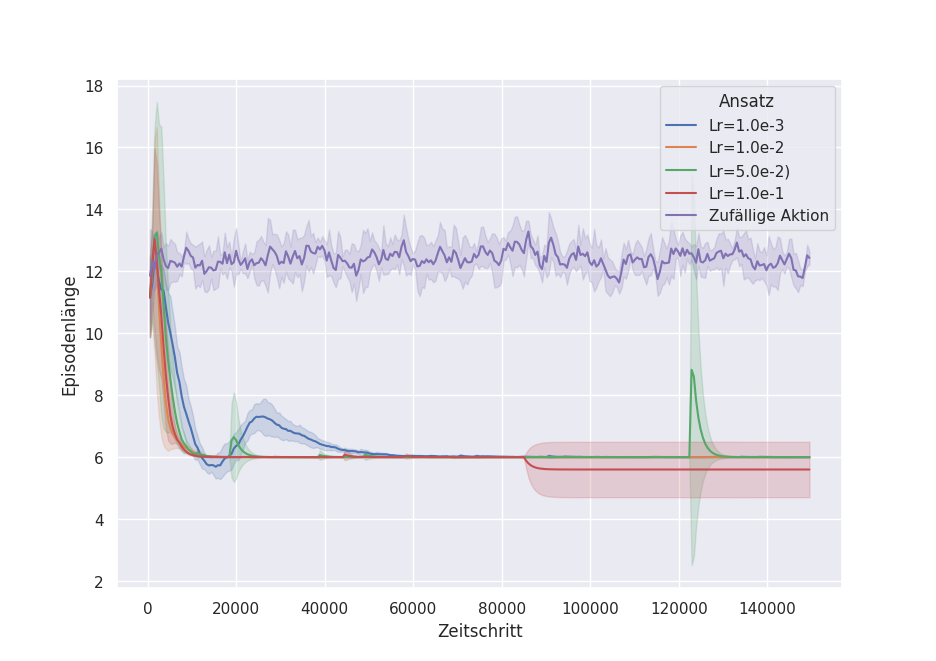 18
16
14
12
10
8
6
4
2
Episodenlänge
Ansatz
Lr=1.0e-3
Lr=1.0e-2
Lr=5.0e-2)
Lr=1.0e-1
Zufällige Aktion
0 20000 40000 60000 80000 100000 120000 140000
Zeitschritt